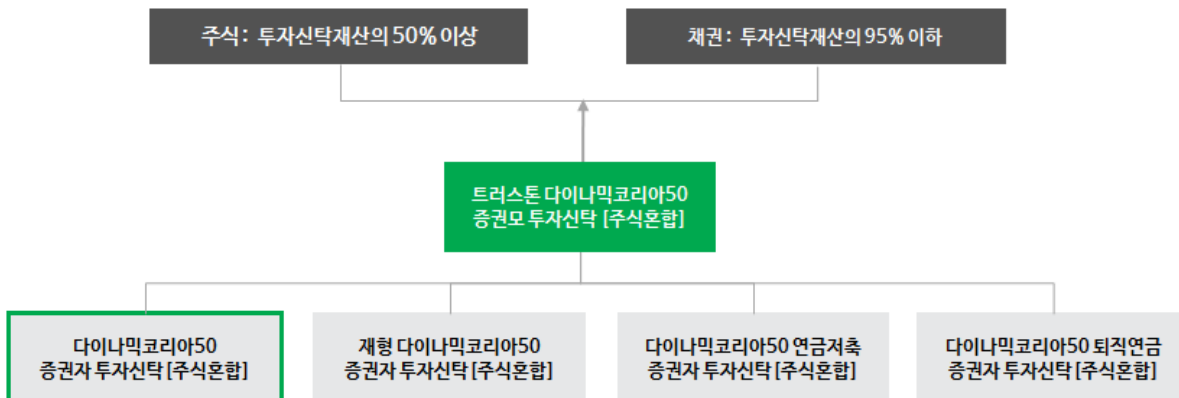 주식: 투자신탁재산의 50% 이상
채권: 투자신탁재산의 95% 이하
트러스톤 다이나믹코리아50
증권모 투자신탁 [주식혼합]
다이나믹코리아50
증권자 투자신탁 [주식혼합]
재형 다이나믹코리아50
증권자 투자신탁 [주식혼합]
다이나믹코리아50 연금저축
증권자 투자신탁 [주식혼합]
다이나믹코리아50 퇴직연금
증권자 투자신탁 [주식혼합]